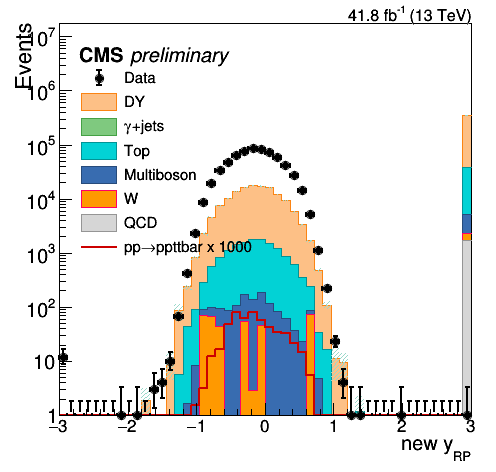 41.8 fb⁻¹ (13 TeV)
Events
10⁷
10⁶
10⁵
10⁴
10³
10²
10
1
CMS preliminary
Data
DY
γ+jets
Top
Multiboson
W
QCD
pp→ppttbar x 1000
−3 −2 −1 0 1 2 3
new y_RP